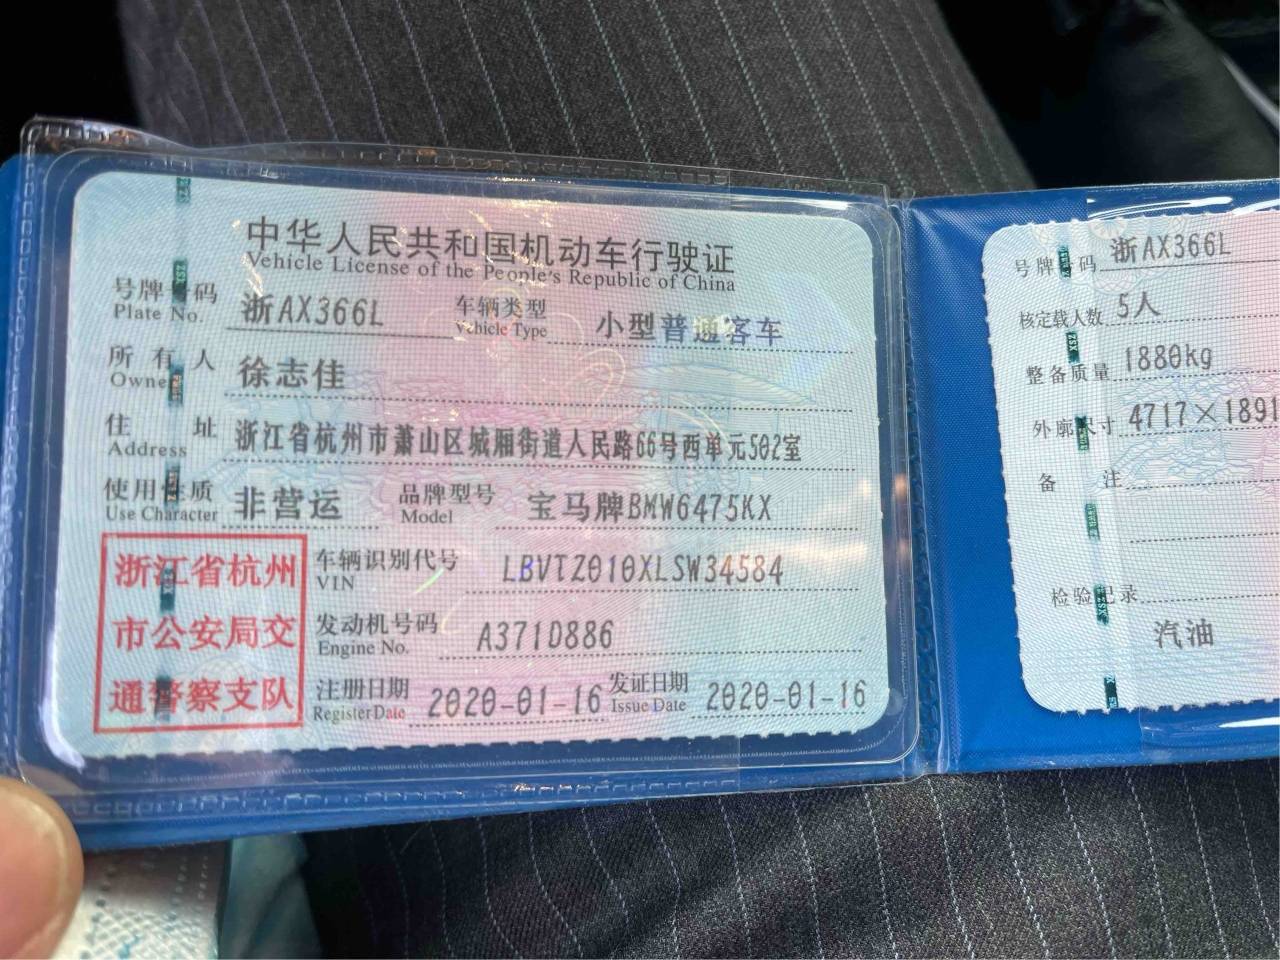 中华人民共和国机动车行驶证
Vehicle License of the People's Republic of China
号牌号码 浙AX366L 车辆类型 小型普通客车
Plate No. Vehicle Type
所有人 徐志佳
Owner
住址 浙江省杭州市萧山区城厢街道人民路66号西单元502室
Address
使用性质 非营运 品牌型号 宝马牌BMW6475KX
Use Character Model
浙江省杭州
市公安局交
通警察支队
车辆识别代号 LBVTZ010XLSW34584
VIN
发动机号码 A371D886
Engine No.
注册日期 2020-01-16 发证日期 2020-01-16
Register Date Issue Date
号牌号码 浙AX366L
核定载人数 5人
整备质量 1880kg
外廓尺寸 4717×1891
备注
检验记录
汽油